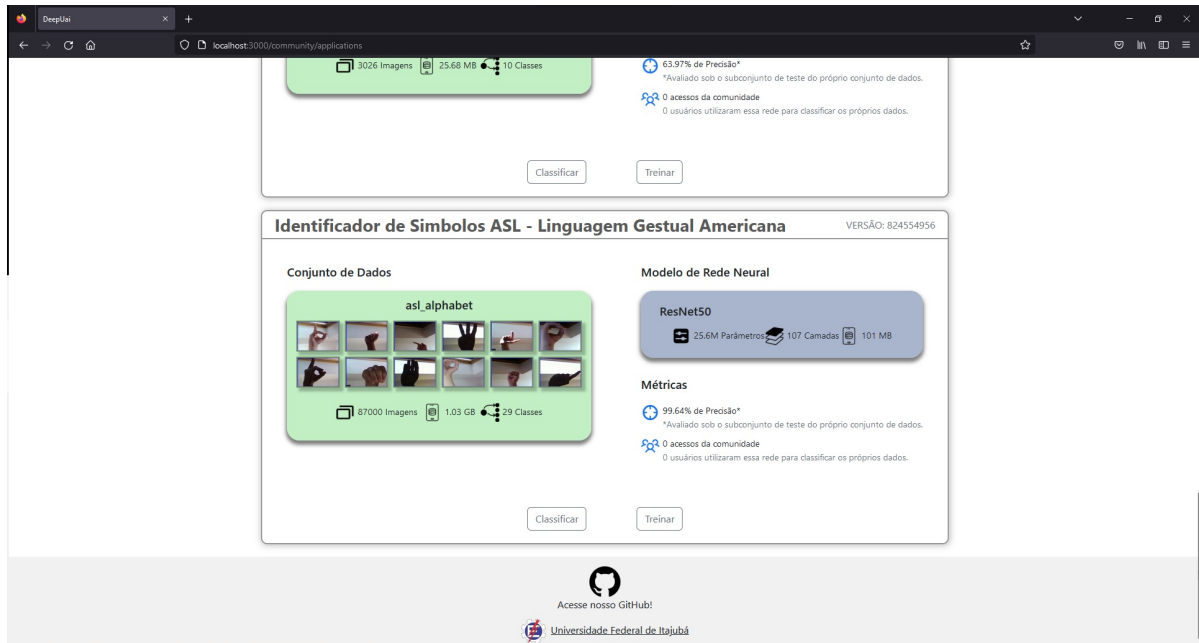 DeepUai
localhost:3000/community/applications
3026 Imagens 25.68 MB 10 Classes
63.97% de Precisão*
*Avaliado sob o subconjunto de teste do próprio conjunto de dados.
0 acessos da comunidade
0 usuários utilizaram essa rede para classificar os próprios dados.
Classificar Treinar
Identificador de Simbolos ASL - Linguagem Gestual Americana VERSÃO: 824554956
Conjunto de Dados
asl_alphabet
87000 Imagens 1.03 GB 29 Classes
Modelo de Rede Neural
ResNet50
25.6M Parâmetros 107 Camadas 101 MB
Métricas
99.64% de Precisão*
*Avaliado sob o subconjunto de teste do próprio conjunto de dados.
0 acessos da comunidade
0 usuários utilizaram essa rede para classificar os próprios dados.
Classificar Treinar
Acesse nosso GitHub!
Universidade Federal de Itajubá